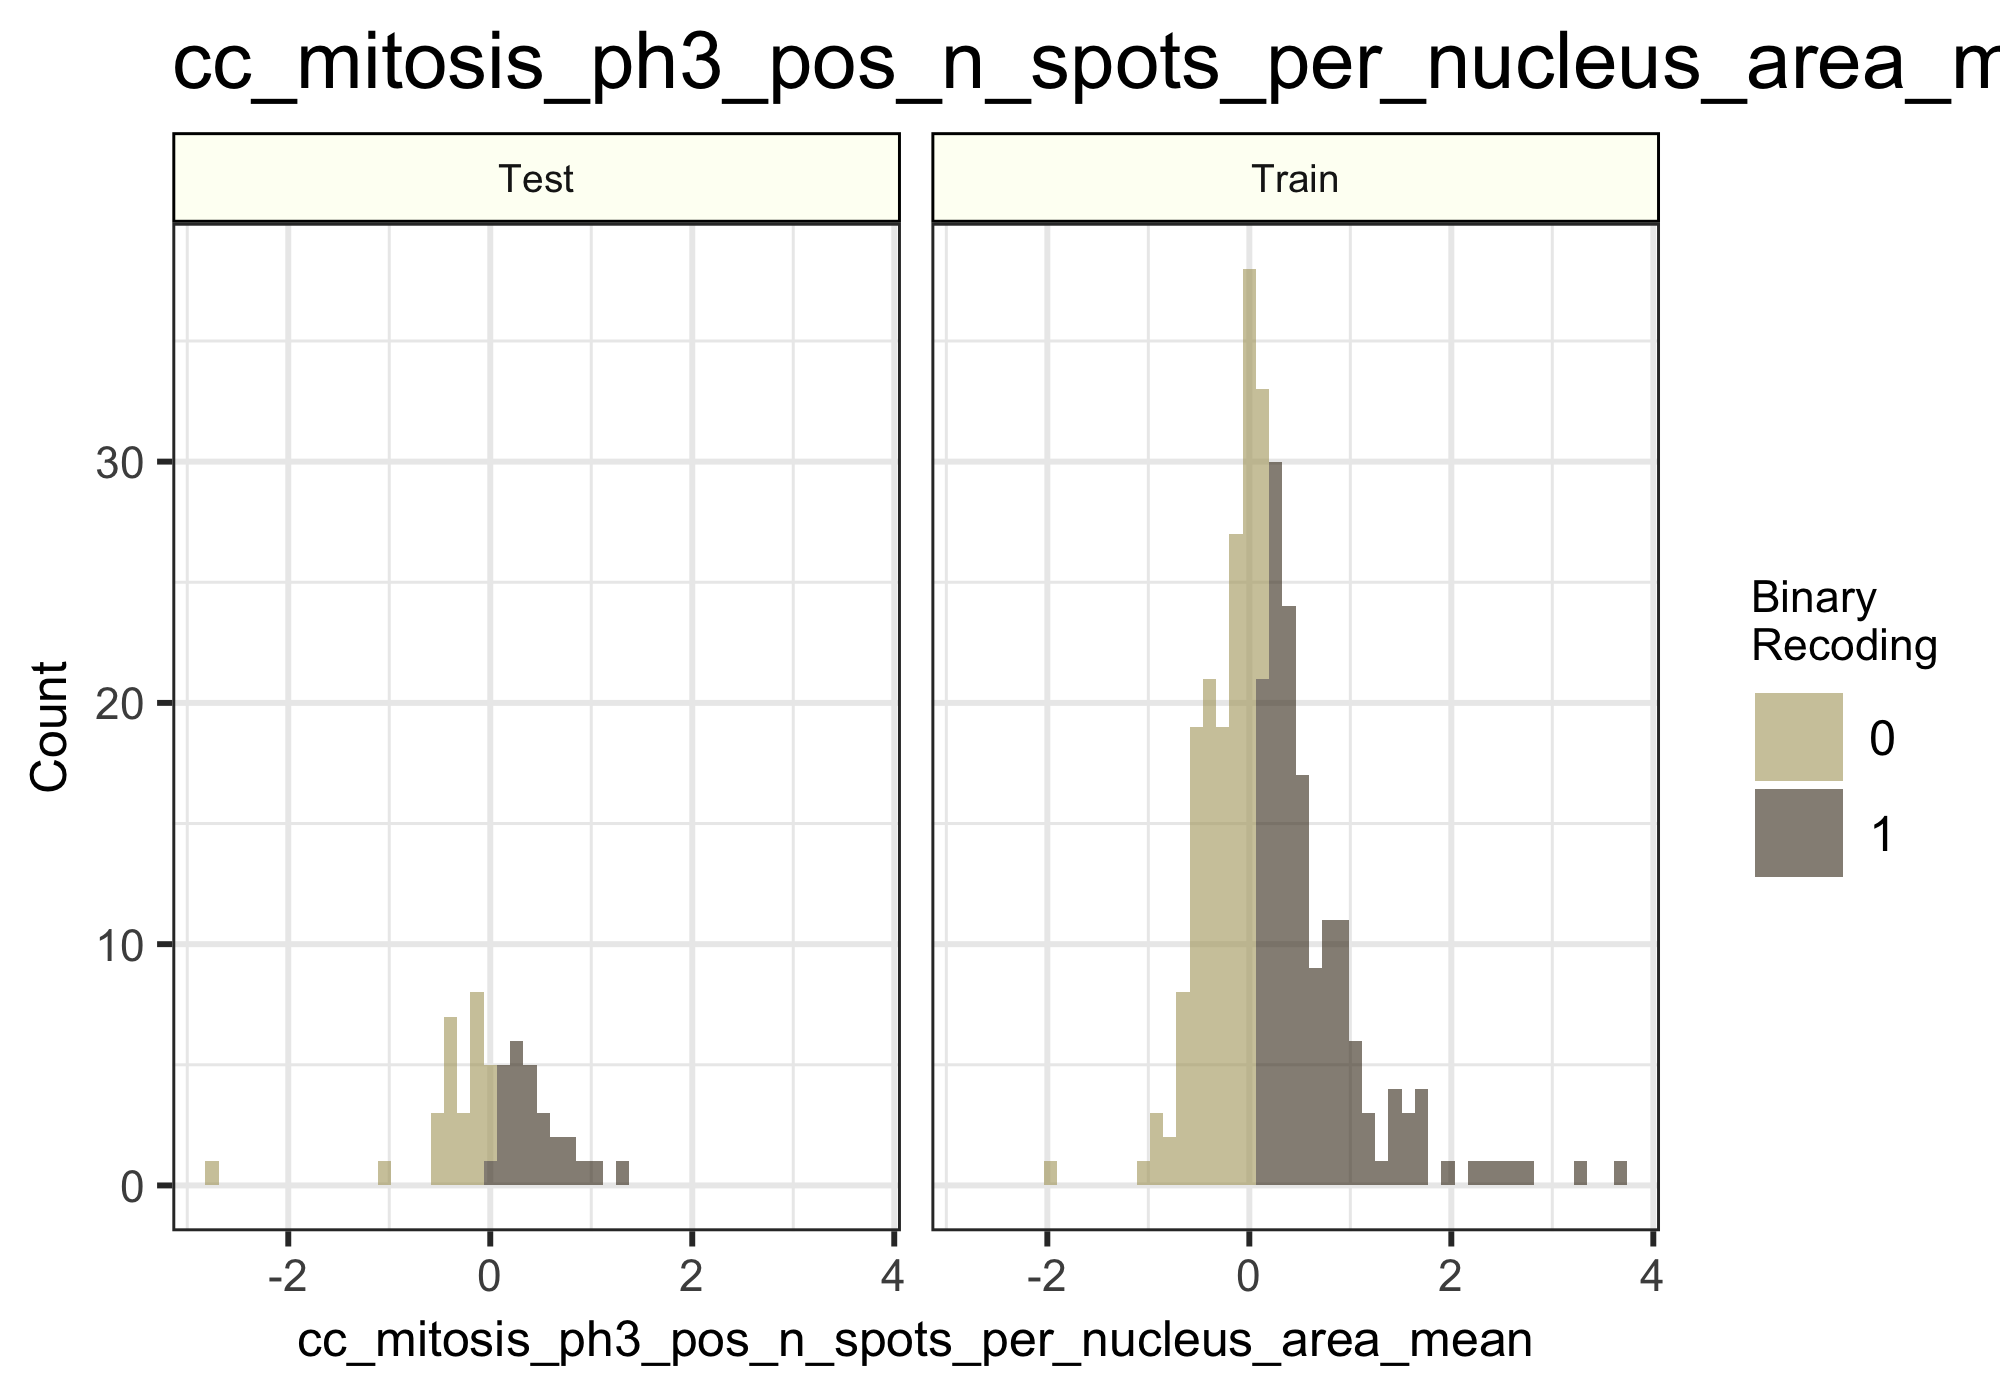 cc_mitosis_ph3_pos_n_spots_per_nucleus_area_m
Test
Train
Count
30
20
10
0
-2
0
2
4
-2
0
2
4
cc_mitosis_ph3_pos_n_spots_per_nucleus_area_mean
Binary
Recoding
0
1